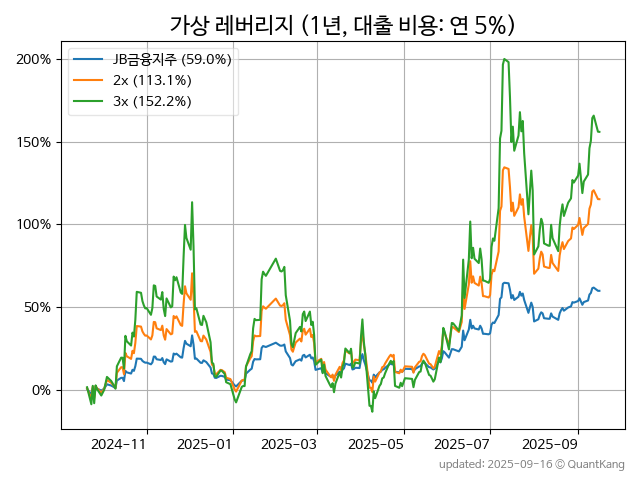 가상 레버리지 (1년, 대출 비용: 연 5%)
JB금융지주 (59.0%)
2x (113.1%)
3x (152.2%)
200%
150%
100%
50%
0%
2024-11 2025-01 2025-03 2025-05 2025-07 2025-09
updated: 2025-09-16 © QuantKang